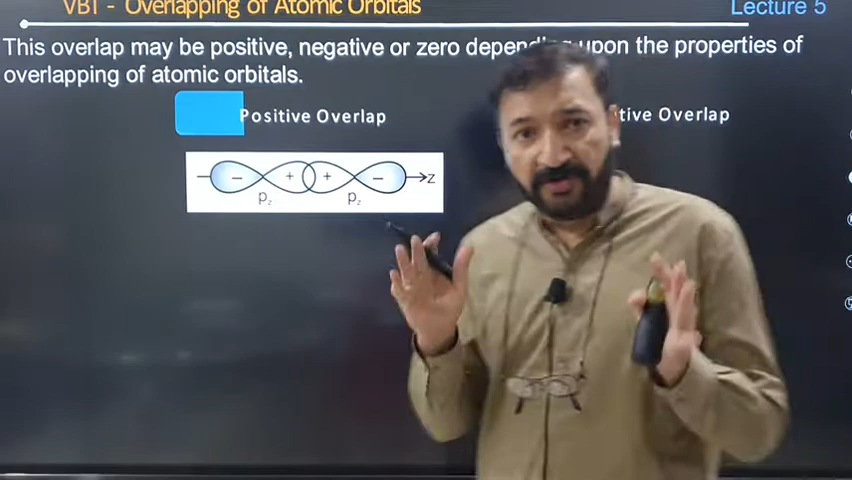 VBT - Overlapping of Atomic Orbitals
Lecture 5
This overlap may be positive, negative or zero depending upon the properties of
overlapping of atomic orbitals.
Positive Overlap
tive Overlap
− + + − z
pz pz